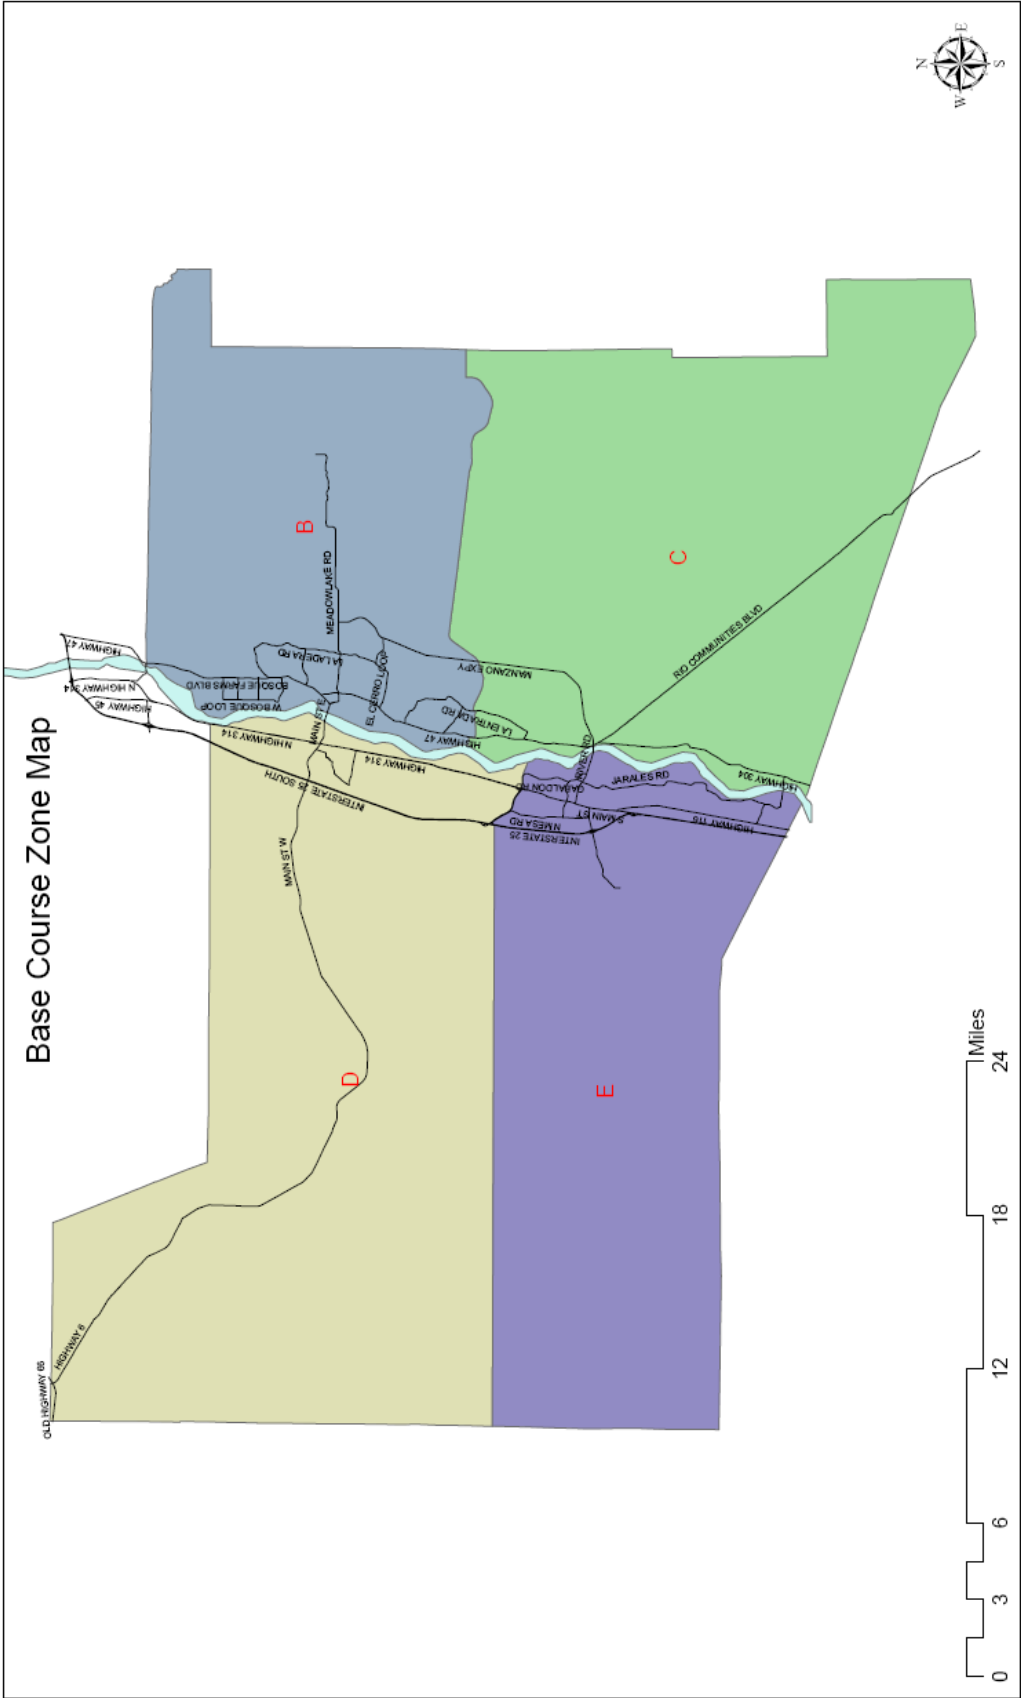 Base Course Zone Map
N
E
W
S
OLD HIGHWAY 66
HIGHWAY 6
MAIN ST W
INTERSTATE 25 SOUTH
HIGHWAY 45
N HIGHWAY 314
HIGHWAY 47
N HIGHWAY 314
W BOSQUE LOOP
BOSQUE FARMS BLVD
MAIN ST E
LA LADERA RD
MEADOWLAKE RD
EL CERRO LOOP
HIGHWAY 314
HIGHWAY 47
LA ENTRADA RD
MANZANO EXPY
B
D
C
E
INTERSTATE 25
N MESA RD
GABALDON RD
RIVER RD
S MAIN ST
JARALES RD
HIGHWAY 116
HIGHWAY 304
RIO COMMUNITIES BLVD
Miles
0
3
6
12
18
24